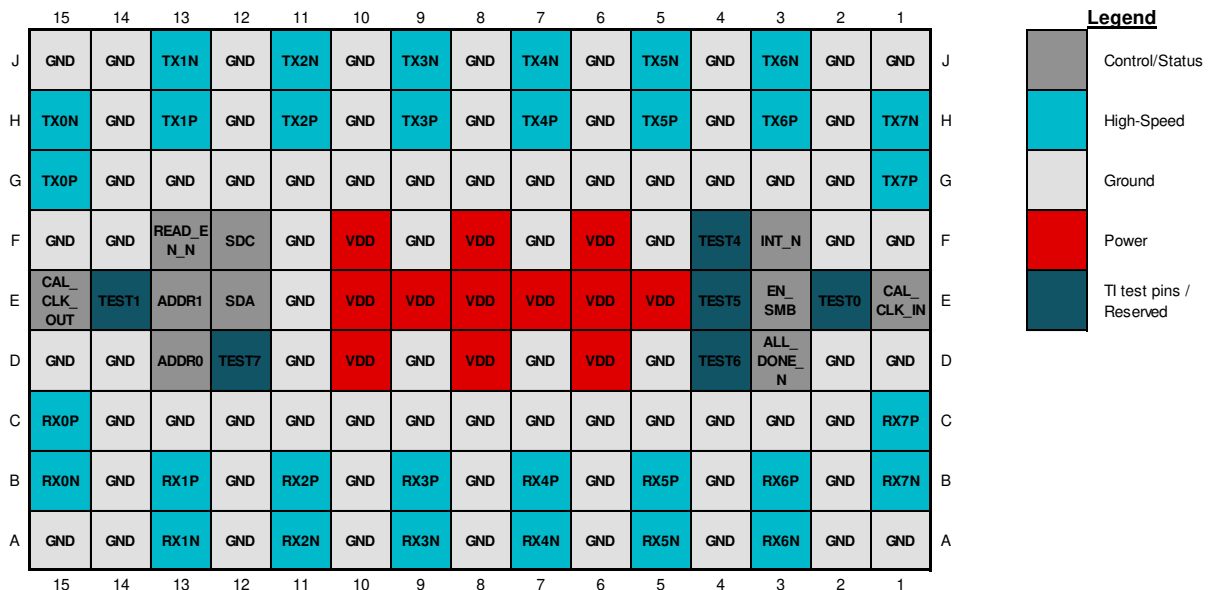 15 14 13 12 11 10 9 8 7 6 5 4 3 2 1
Legend
J GND GND TX1N GND TX2N GND TX3N GND TX4N GND TX5N GND TX6N GND GND J
Control/Status
H TX0N GND TX1P GND TX2P GND TX3P GND TX4P GND TX5P GND TX6P GND TX7N H
High-Speed
G TX0P GND GND GND GND GND GND GND GND GND GND GND GND GND TX7P G
Ground
F GND GND READ_E N_N SDC GND VDD GND VDD GND VDD GND TEST4 INT_N GND GND F
Power
E CAL_ CLK_ OUT TEST1 ADDR1 SDA GND VDD VDD VDD VDD VDD VDD TEST5 EN_ SMB TEST0 CAL_ CLK_IN E
TI test pins /
Reserved
D GND GND ADDR0 TEST7 GND VDD GND VDD GND VDD GND TEST6 ALL_ DONE_ N GND GND D
C RX0P GND GND GND GND GND GND GND GND GND GND GND GND GND RX7P C
B RX0N GND RX1P GND RX2P GND RX3P GND RX4P GND RX5P GND RX6P GND RX7N B
A GND GND RX1N GND RX2N GND RX3N GND RX4N GND RX5N GND RX6N GND GND A
15 14 13 12 11 10 9 8 7 6 5 4 3 2 1